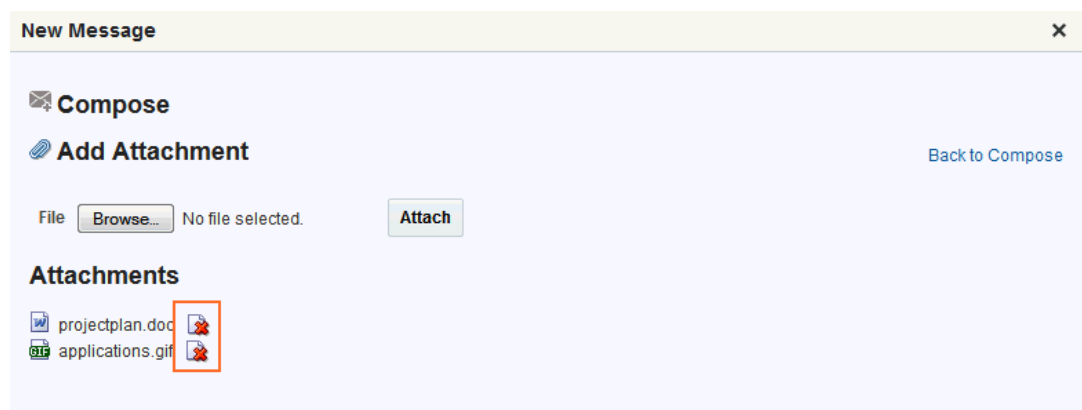 New Message
Compose
Add Attachment
Back to Compose
File Browse... No file selected. Attach
Attachments
projectplan.doc
GIF applications.gif